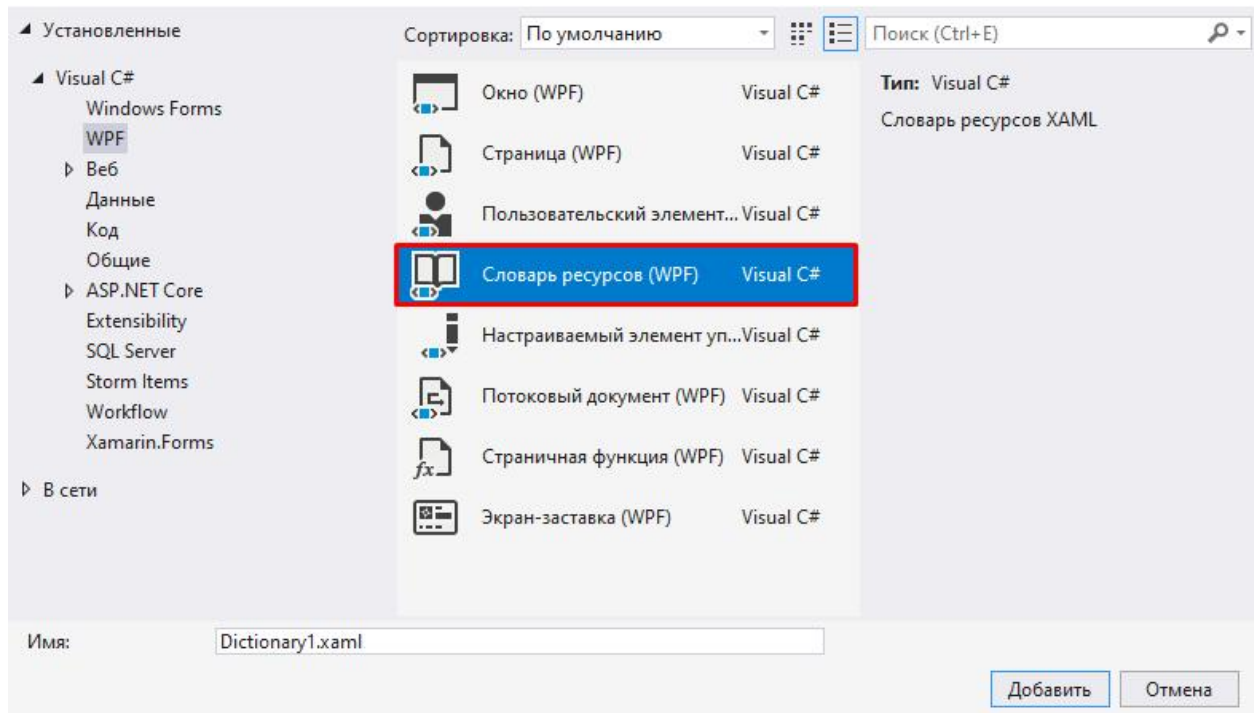 Установленные
Visual C#
Windows Forms
WPF
Веб
Данные
Код
Общие
ASP.NET Core
Extensibility
SQL Server
Storm Items
Workflow
Xamarin.Forms
В сети
Сортировка: По умолчанию
Поиск (Ctrl+E)
Окно (WPF) Visual C#
Страница (WPF) Visual C#
Пользовательский элемент... Visual C#
Словарь ресурсов (WPF) Visual C#
Настраиваемый элемент уп...Visual C#
Потоковый документ (WPF) Visual C#
fx Страничная функция (WPF) Visual C#
Экран-заставка (WPF) Visual C#
Тип: Visual C#
Словарь ресурсов XAML
Имя: Dictionary1.xaml
Добавить Отмена